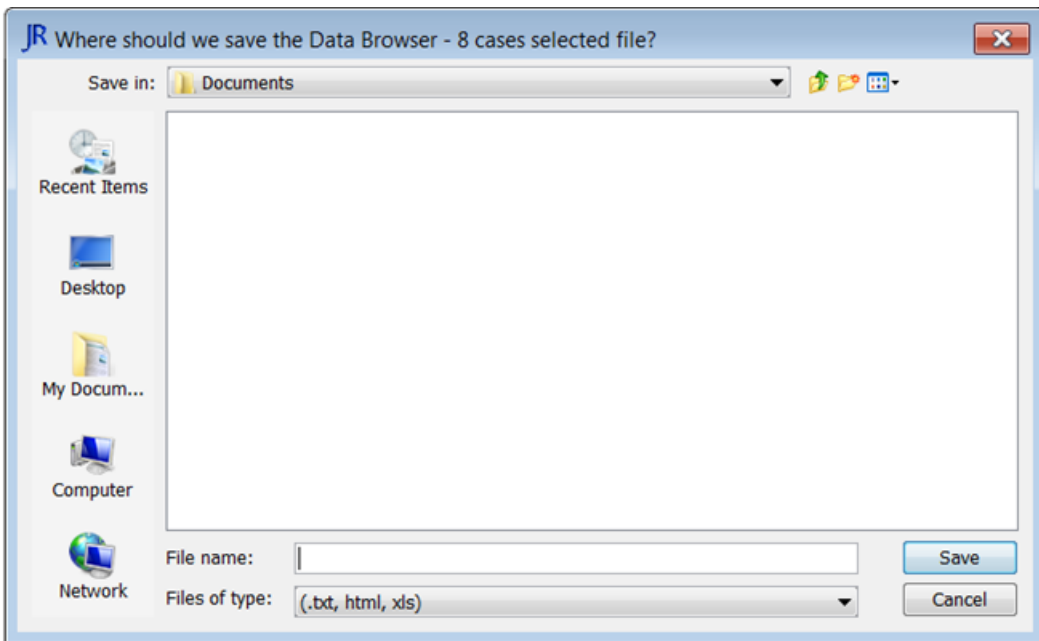 JR Where should we save the Data Browser - 8 cases selected file?
Save in: Documents
Recent Items
Desktop
My Docum...
Computer
Network
File name:
Save
Files of type: (.txt, html, xls)
Cancel